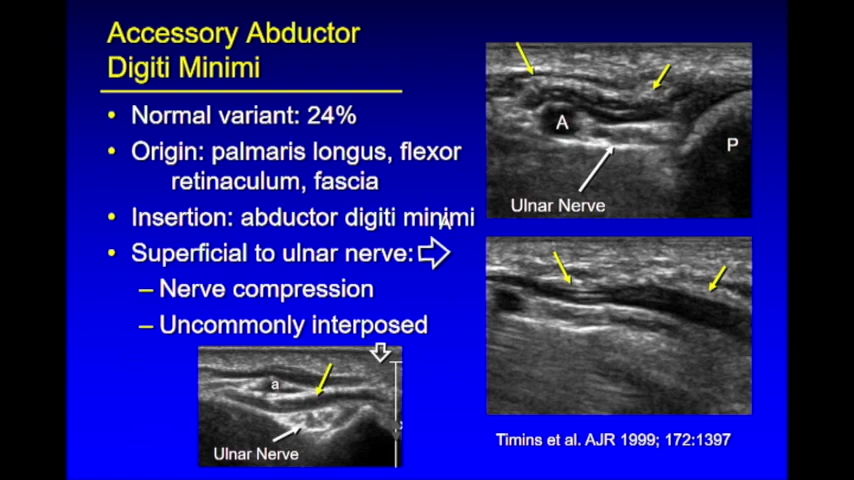 Accessory Abductor
Digiti Minimi
• Normal variant: 24%
• Origin: palmaris longus, flexor
retinaculum, fascia
• Insertion: abductor digiti minimi
A
• Superficial to ulnar nerve:
– Nerve compression
– Uncommonly interposed
A
P
Ulnar Nerve
a
Ulnar Nerve
Timins et al. AJR 1999; 172:1397